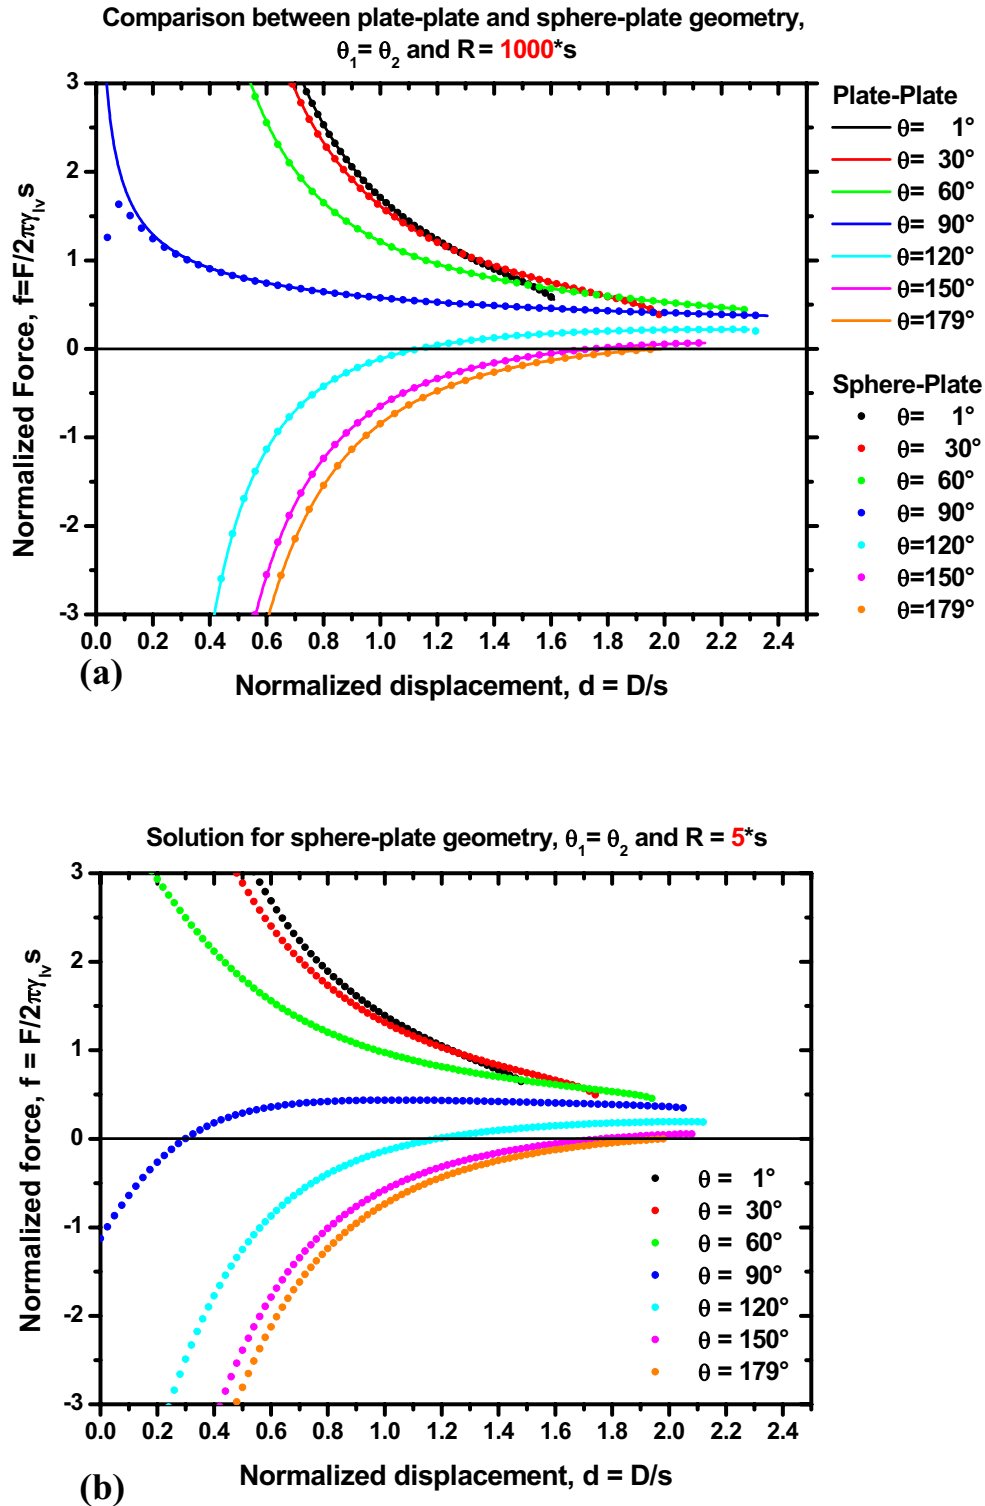 Comparison between plate-plate and sphere-plate geometry,
θ₁= θ₂ and R = 1000*s
Normalized Force, f=F/2πγ_lv s
3
2
1
0
-1
-2
-3
0.0 0.2 0.4 0.6 0.8 1.0 1.2 1.4 1.6 1.8 2.0 2.2 2.4
(a)
Normalized displacement, d = D/s
Plate-Plate
θ= 1°
θ= 30°
θ= 60°
θ= 90°
θ=120°
θ=150°
θ=179°
Sphere-Plate
θ= 1°
θ= 30°
θ= 60°
θ= 90°
θ=120°
θ=150°
θ=179°
Solution for sphere-plate geometry, θ₁= θ₂ and R = 5*s
Normalized force, f = F/2πγ_lv s
3
2
1
0
-1
-2
-3
θ = 1°
θ = 30°
θ = 60°
θ = 90°
θ = 120°
θ = 150°
θ = 179°
0.0 0.2 0.4 0.6 0.8 1.0 1.2 1.4 1.6 1.8 2.0 2.2 2.4
(b)
Normalized displacement, d = D/s